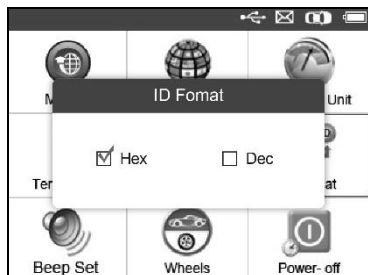 ID Fomat
M
Unit
Hex
Dec
Ter
at
Beep Set
Wheels
Power- off